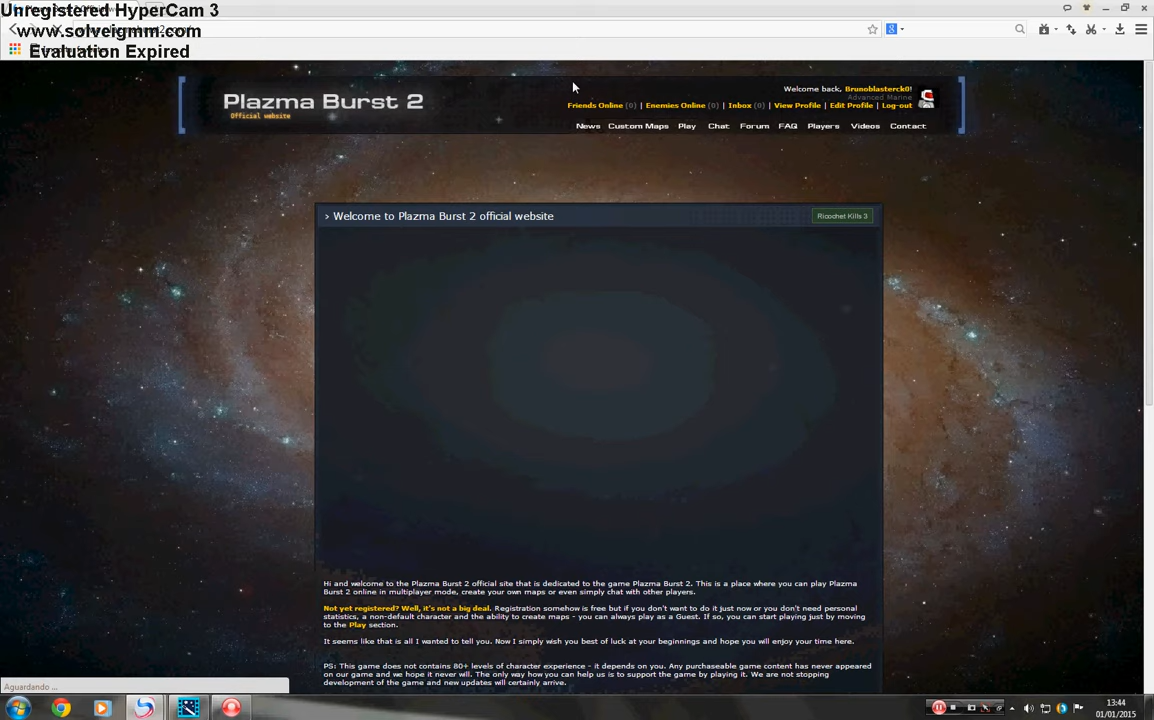 Unregistered HyperCam 3
www.solveigmm.com
Evaluation Expired
Plazma Burst 2
Official website
Welcome back, Brunoblasterck0!
Advanced Marine
Friends Online (0) | Enemies Online (0) | Inbox (0) | View Profile | Edit Profile | Log-out
News Custom Maps Play Chat Forum FAQ Players Videos Contact
› Welcome to Plazma Burst 2 official website
Ricochet Kills 3
Hi and welcome to the Plazma Burst 2 official site that is dedicated to the game Plazma Burst 2. This is a place where you can play Plazma
Burst 2 online in multiplayer mode, create your own maps or even simply chat with other players.
Not yet registered? Well, it's not a big deal. Registration somehow is free but if you don't want to do it just now or you don't need personal
statistics, a non-default character and the ability to create maps - you can always play as a Guest. If so, you can start playing just by moving
to the Play section.
It seems like that is all I wanted to tell you. Now I simply wish you best of luck at your beginnings and hope you will enjoy your time here.
PS: This game does not contains 80+ levels of character experience - it depends on you. Any purchaseable game content has never appeared
on our game and we hope it never will. The only way how you can help us is to support the game by playing it. We are not stopping
development of the game and new updates will certainly arrive.
Aguardando ...
13:44
01/01/2015